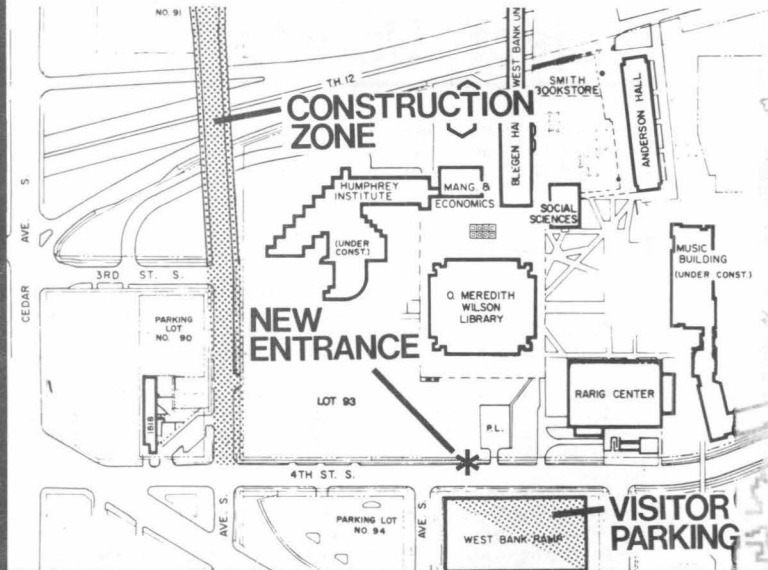 NO. 91
TH 12
CONSTRUCTION
ZONE
WEST BANK UN
BLEGEN HA
SMITH
BOOKSTORE
ANDERSON HALL
HUMPHREY
INSTITUTE
(UNDER
CONST.)
MANG. &
ECONOMICS
SOCIAL
SCIENCES
MUSIC
BUILDING
(UNDER CONST.)
CEDAR AVE. S
3RD ST. S.
PARKING
LOT
NO. 90
NEW
ENTRANCE
O. MEREDITH
WILSON
LIBRARY
LOT 93
RARIG CENTER
P.L.
1818
4TH ST. S.
AVE S.
PARKING LOT
NO. 94
AVE S.
WEST BANK RAMP
VISITOR
PARKING